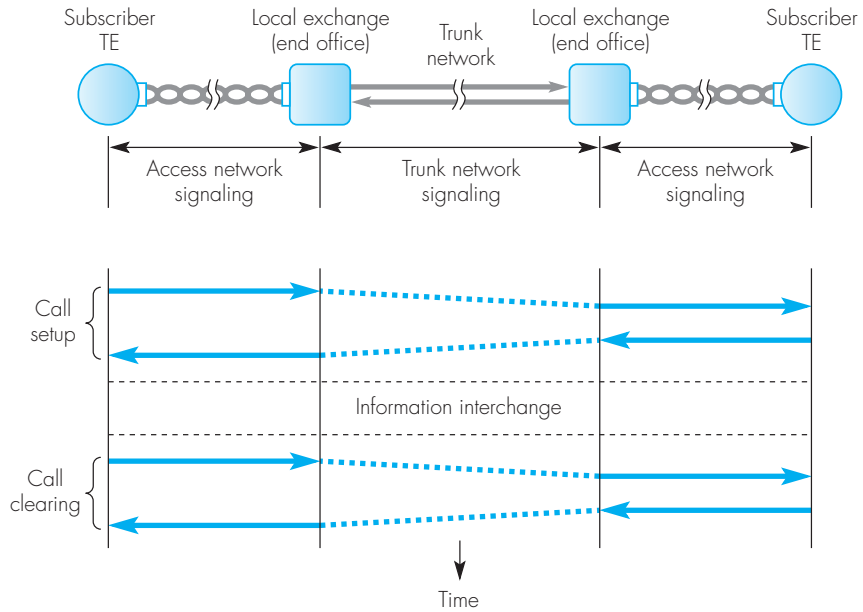 Subscriber
TE
Local exchange
(end office)
Trunk
network
Local exchange
(end office)
Subscriber
TE
Access network
signaling
Trunk network
signaling
Access network
signaling
Call
setup
Information interchange
Call
clearing
Time